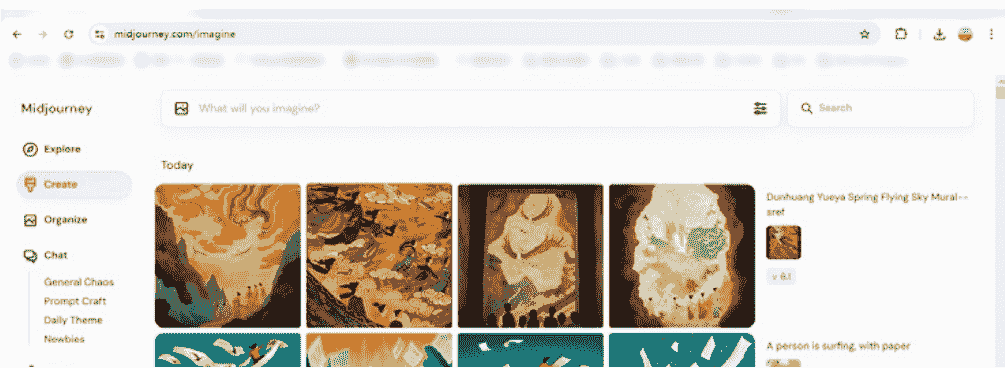 midjourney.com/imagine
Midjourney
What will you imagine?
Search
Explore
Create
Organize
Chat
General Chaos
Prompt Craft
Daily Theme
Newbies
Today
Dunhuang Yueya Spring Flying Sky Mural--
sref
v 6.1
A person is surfing, with paper